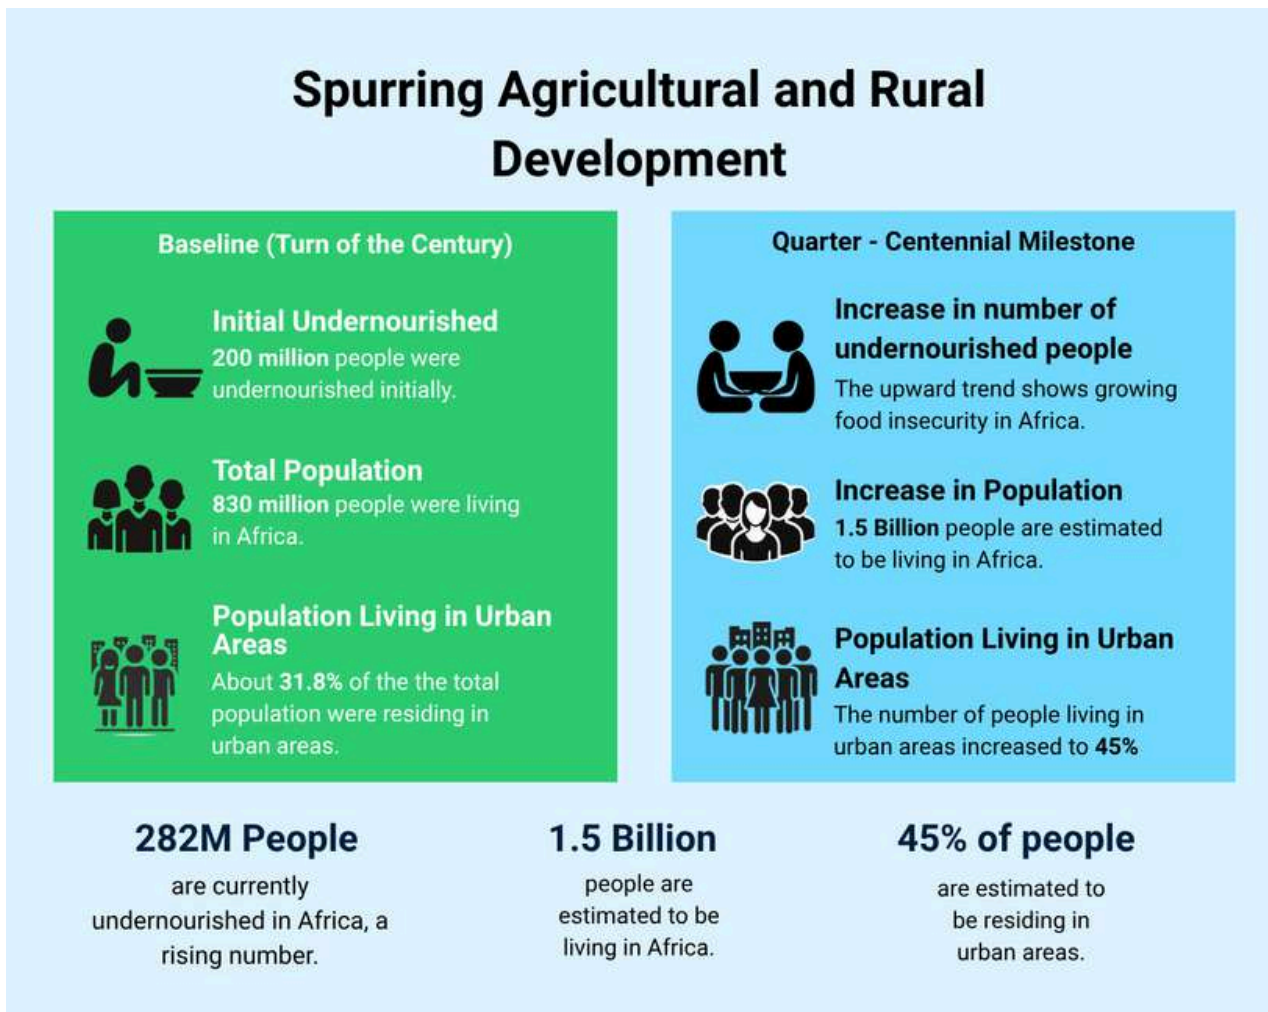 Spurring Agricultural and Rural
Development
Baseline (Turn of the Century)
Initial Undernourished
200 million people were
undernourished initially.
Total Population
830 million people were living
in Africa.
Population Living in Urban
Areas
About 31.8% of the the total
population were residing in
urban areas.
Quarter - Centennial Milestone
Increase in number of
undernourished people
The upward trend shows growing
food insecurity in Africa.
Increase in Population
1.5 Billion people are estimated
to be living in Africa.
Population Living in Urban
Areas
The number of people living in
urban areas increased to 45%
282M People
are currently
undernourished in Africa, a
rising number.
1.5 Billion
people are
estimated to be
living in Africa.
45% of people
are estimated to
be residing in
urban areas.